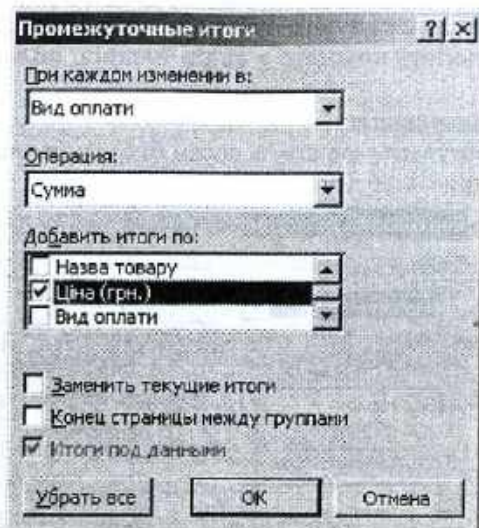 Промежуточные итоги
При каждом изменении в:
Вид оплати
Операция:
Сумма
Добавить итоги по:
Назва товару
Ціна (грн.)
Вид оплати
Заменить текущие итоги
Конец страницы между группами
Итоги под данными
Убрать все
ОК
Отмена